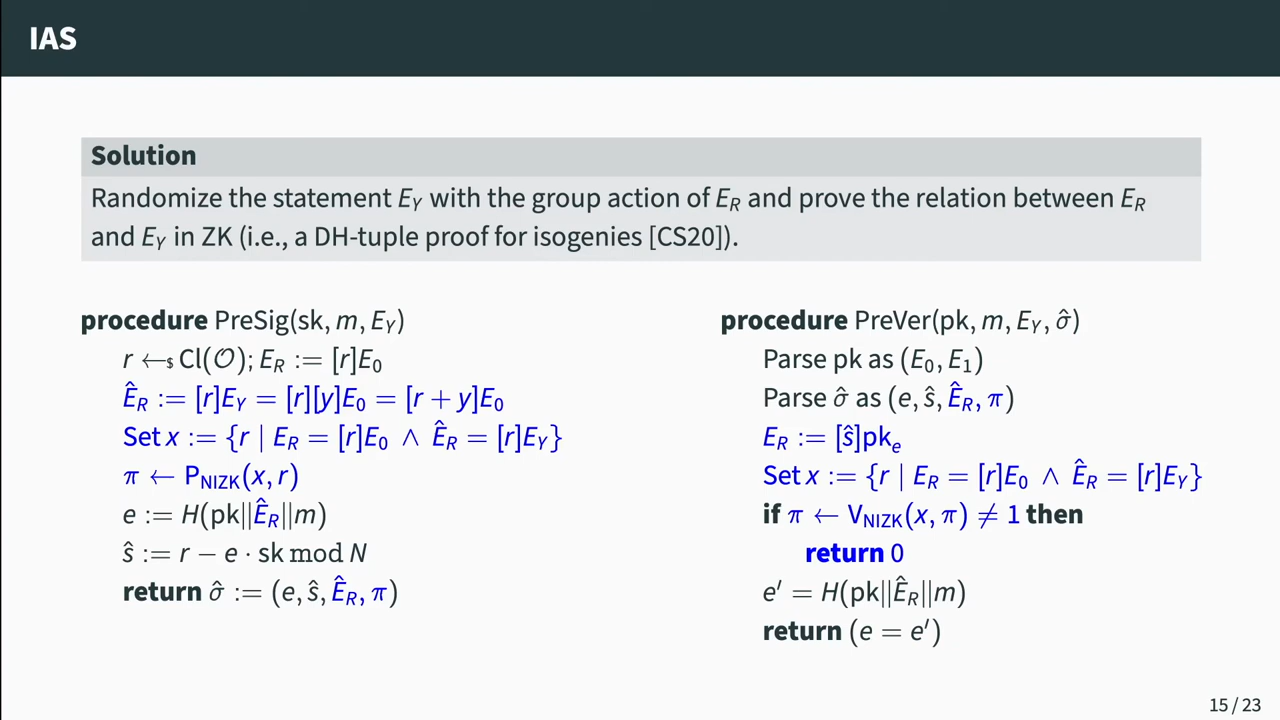 IAS
Solution
Randomize the statement E_Y with the group action of E_R and prove the relation between E_R
and E_Y in ZK (i.e., a DH-tuple proof for isogenies [CS20]).
procedure PreSig(sk, m, E_Y)
r ←$ Cl(𝒪); E_R := [r]E_0
Ê_R := [r]E_Y = [r][y]E_0 = [r + y]E_0
Set x := {r | E_R = [r]E_0 ∧ Ê_R = [r]E_Y}
π ← P_NIZK(x, r)
e := H(pk||Ê_R||m)
ŝ := r − e · sk mod N
return σ̂ := (e, ŝ, Ê_R, π)
procedure PreVer(pk, m, E_Y, σ̂)
Parse pk as (E_0, E_1)
Parse σ̂ as (e, ŝ, Ê_R, π)
E_R := [ŝ]pk_e
Set x := {r | E_R = [r]E_0 ∧ Ê_R = [r]E_Y}
if π ← V_NIZK(x, π) ≠ 1 then
return 0
e′ = H(pk||Ê_R||m)
return (e = e′)
15 / 23